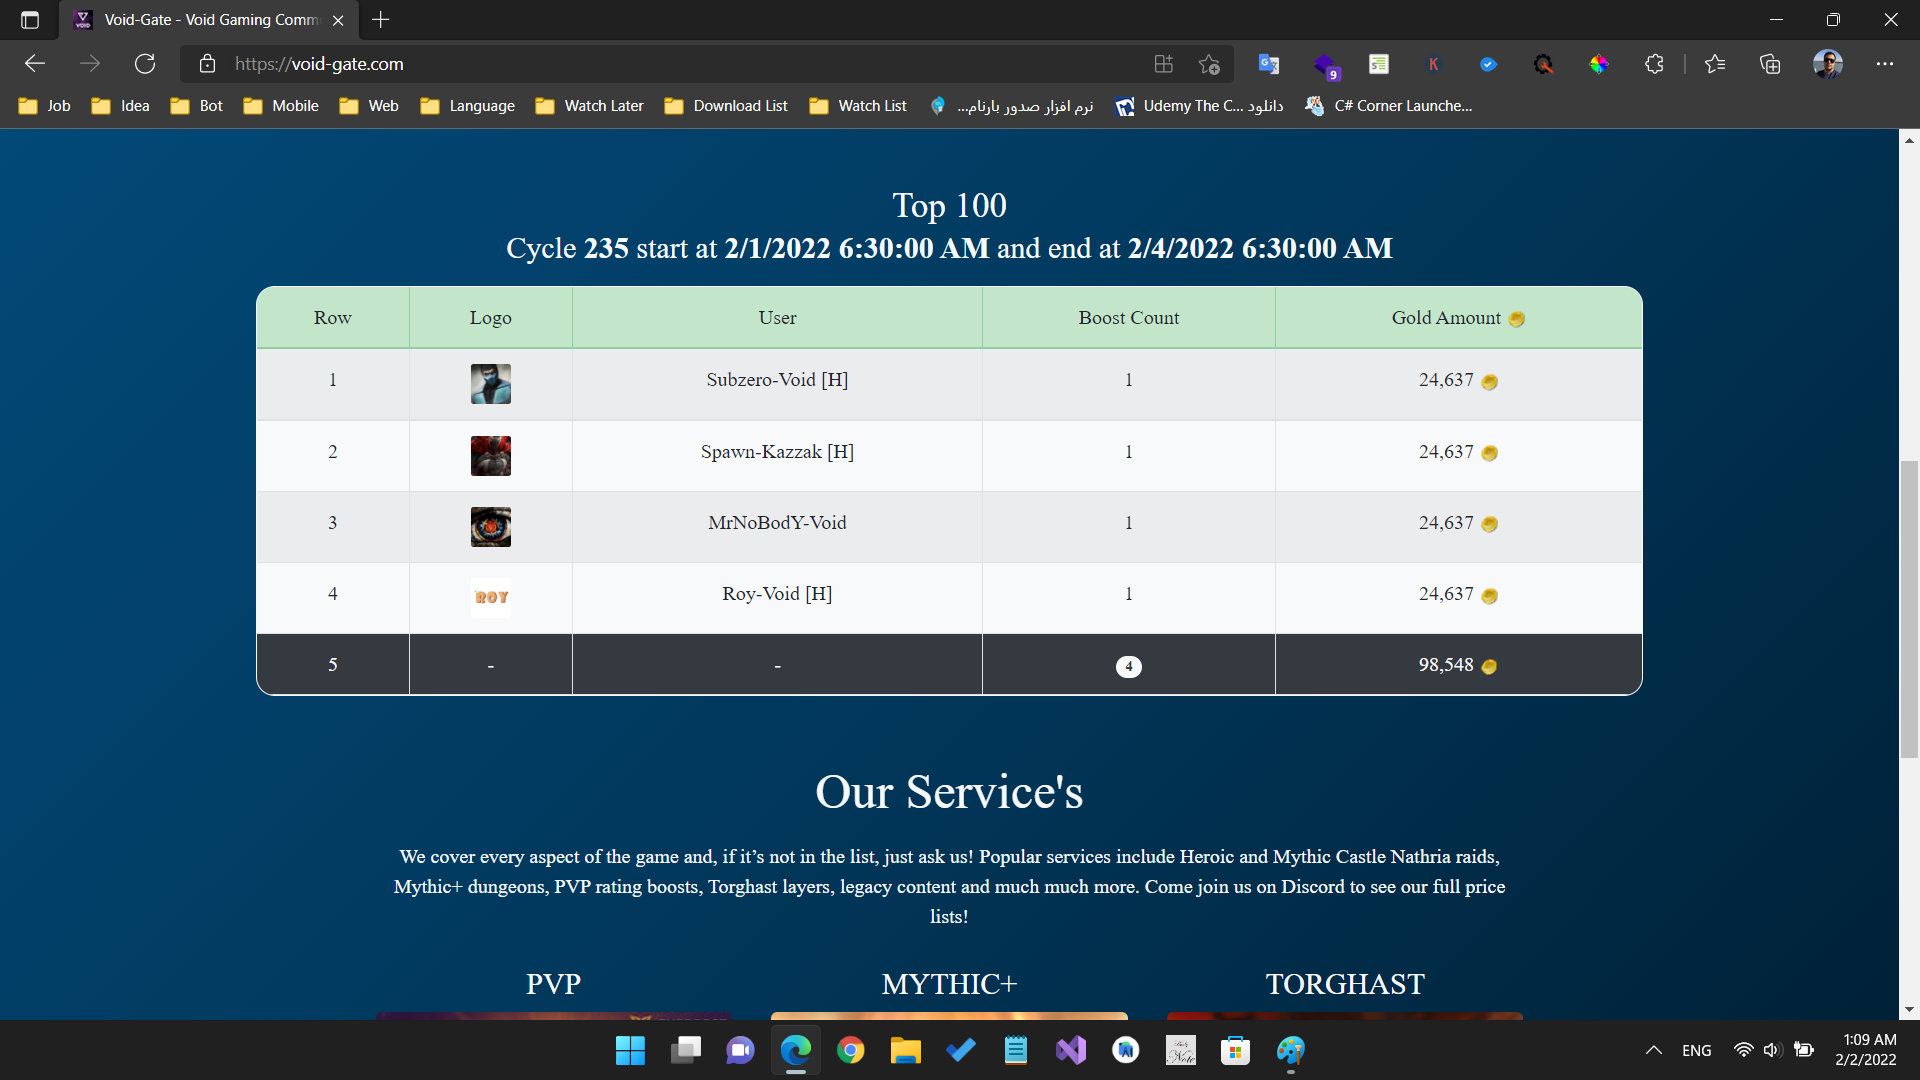 Void-Gate - Void Gaming Comm
https://void-gate.com
9
K
Job
Idea
Bot
Mobile
Web
Language
Watch Later
Download List
Watch List
نرم افزار صدور بارنام...
Udemy The C... دانلود
C# Corner Launche...
Top 100
Cycle 235 start at 2/1/2022 6:30:00 AM and end at 2/4/2022 6:30:00 AM
Row Logo User Boost Count Gold Amount
1 Subzero-Void [H] 1 24,637
2 Spawn-Kazzak [H] 1 24,637
3 MrNoBodY-Void 1 24,637
4 ROY Roy-Void [H] 1 24,637
5 - - 4 98,548
Our Service's
We cover every aspect of the game and, if it’s not in the list, just ask us! Popular services include Heroic and Mythic Castle Nathria raids,
Mythic+ dungeons, PVP rating boosts, Torghast layers, legacy content and much much more. Come join us on Discord to see our full price
lists!
PVP MYTHIC+ TORGHAST
ENG
1:09 AM
2/2/2022